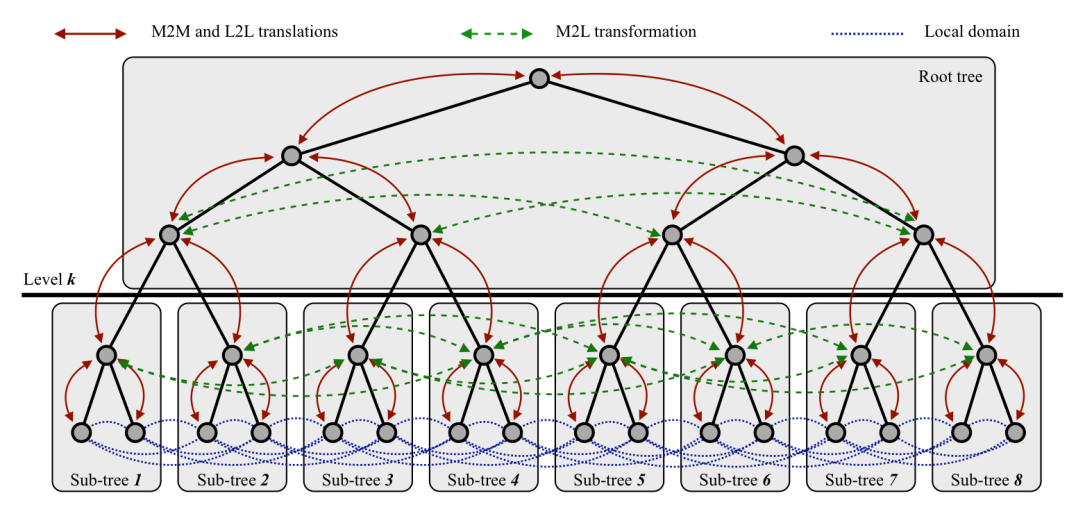 M2M and L2L translations
M2L transformation
Local domain
Root tree
Level k
Sub-tree 1
Sub-tree 2
Sub-tree 3
Sub-tree 4
Sub-tree 5
Sub-tree 6
Sub-tree 7
Sub-tree 8